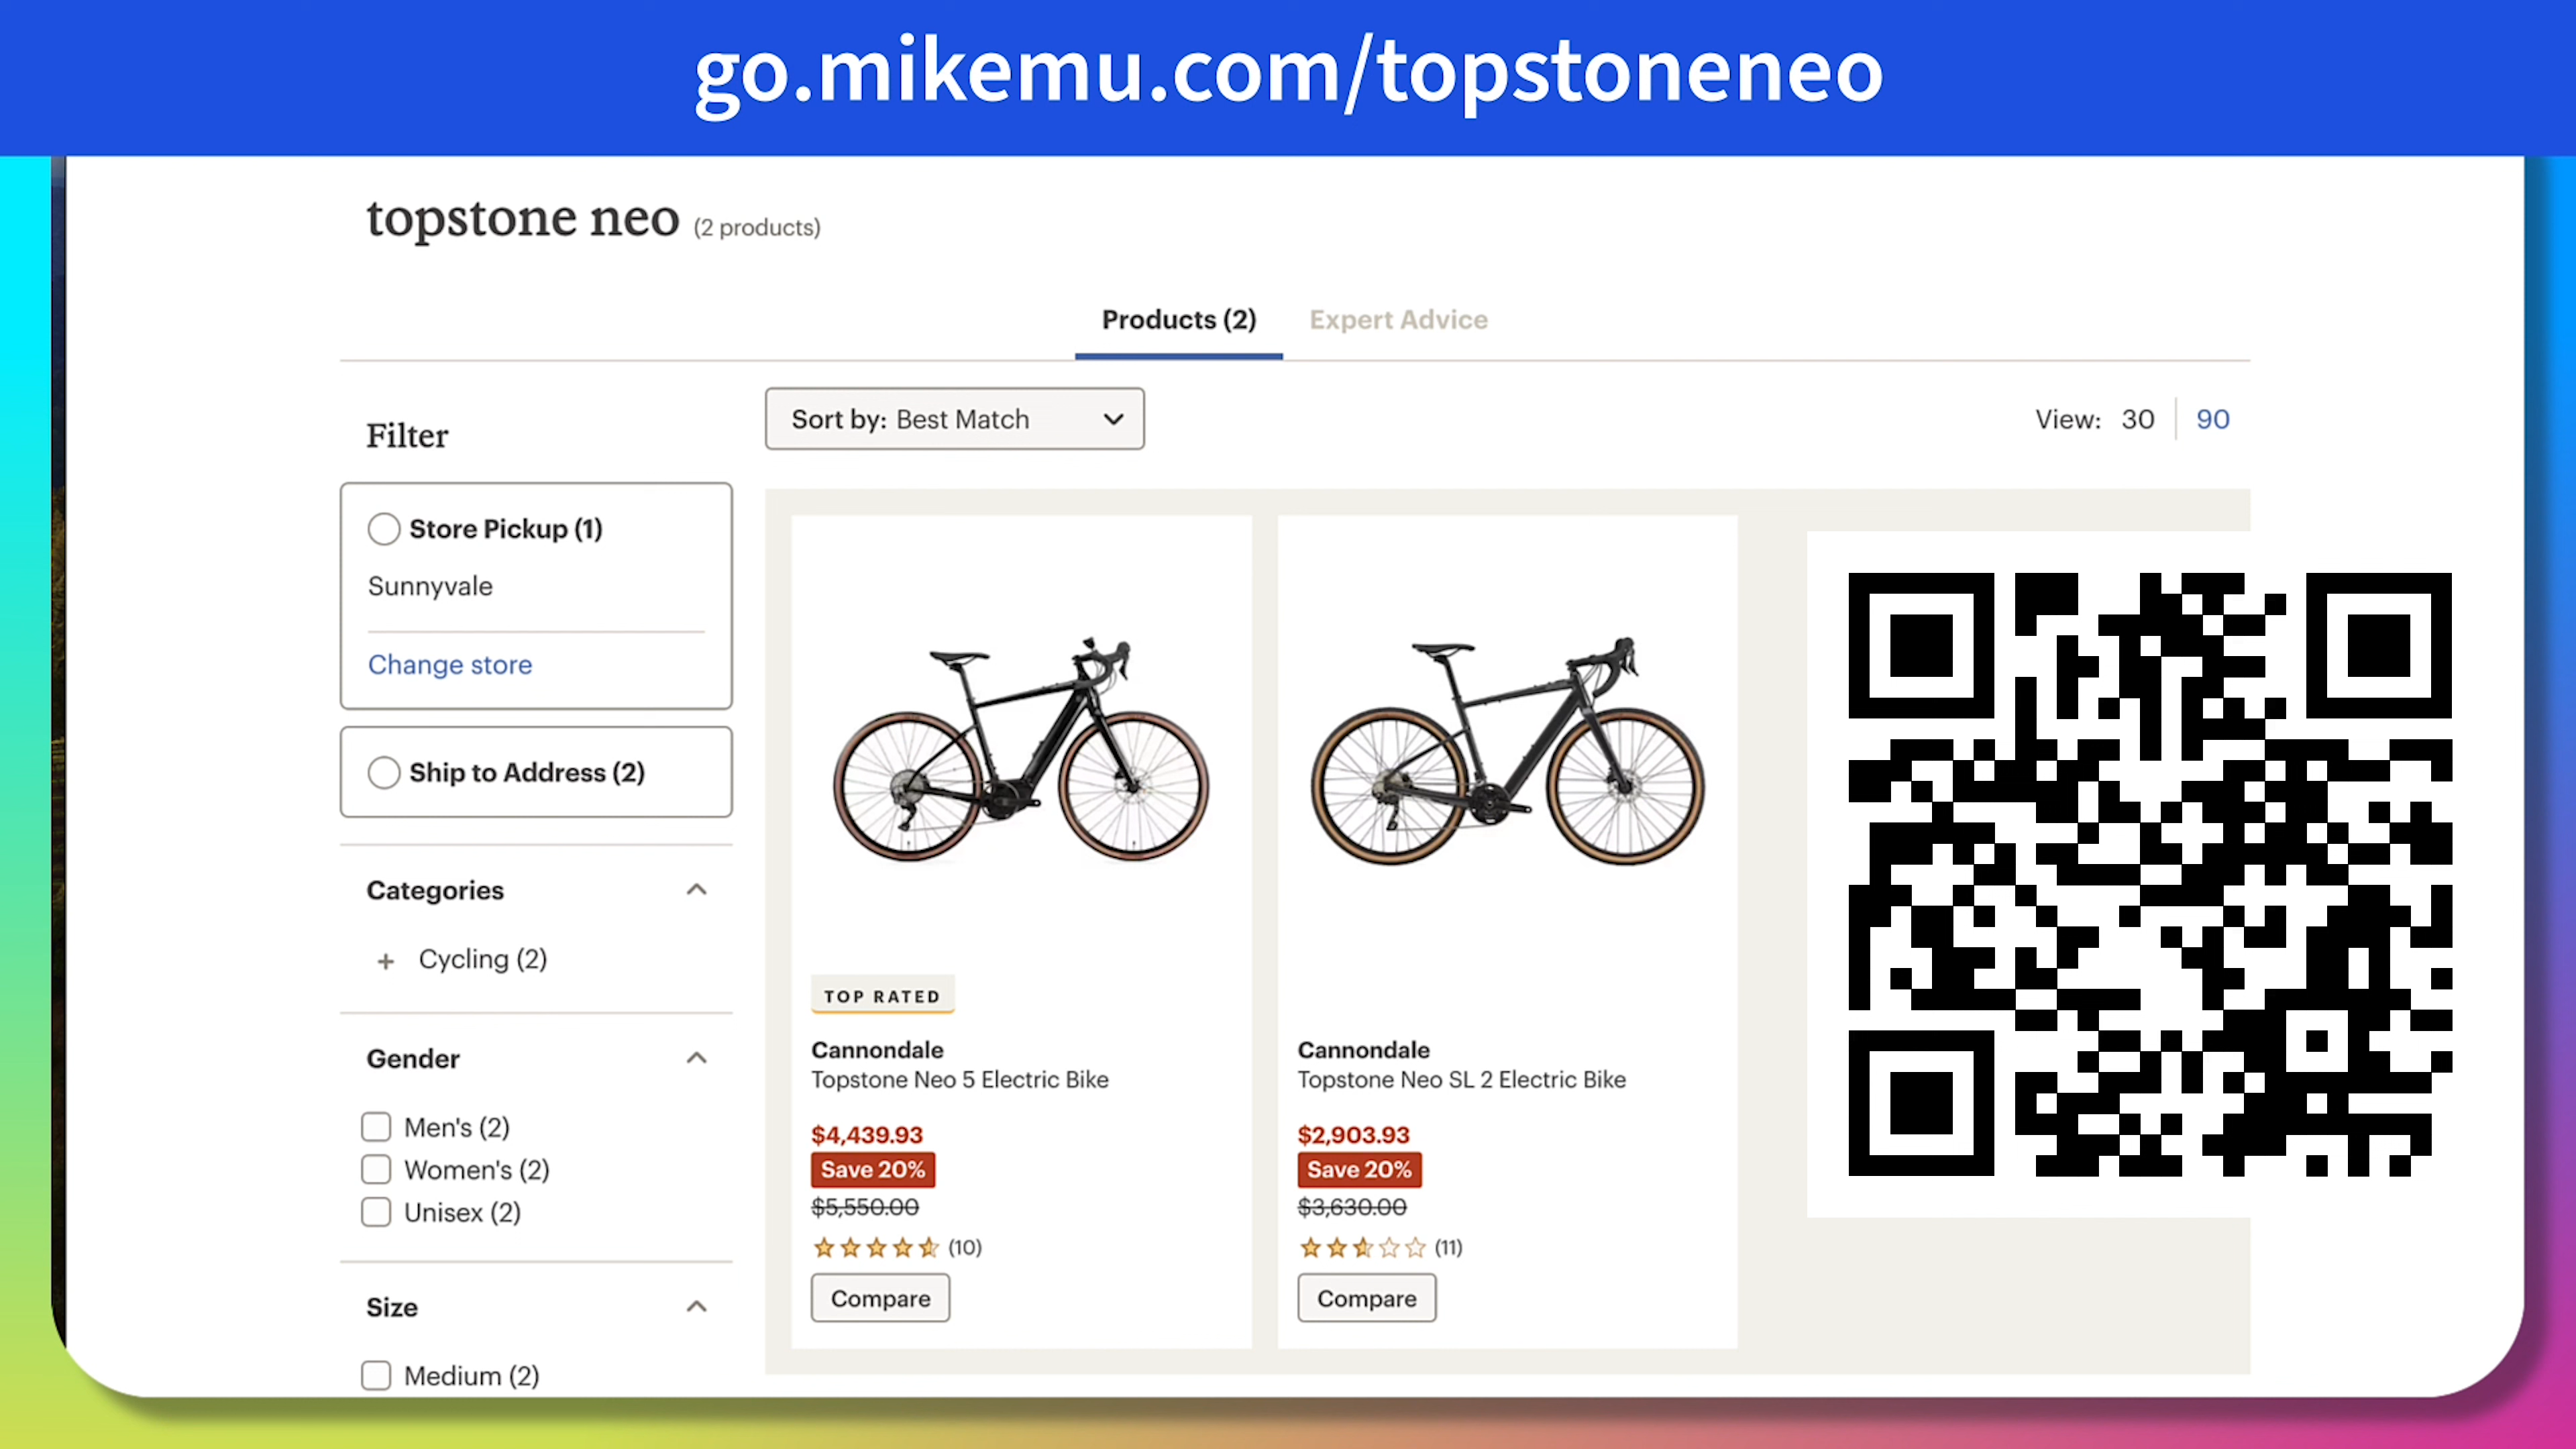 go.mikemu.com/topstoneneo
topstone neo (2 products)
Products (2) Expert Advice
Filter
Sort by: Best Match
View: 30 90
Store Pickup (1)
Sunnyvale
Change store
Ship to Address (2)
Categories
+ Cycling (2)
Gender
Men's (2)
Women's (2)
Unisex (2)
Size
Medium (2)
TOP RATED
Cannondale
Topstone Neo 5 Electric Bike
$4,439.93
Save 20%
$5,550.00
(10)
Compare
Cannondale
Topstone Neo SL 2 Electric Bike
$2,903.93
Save 20%
$3,630.00
(11)
Compare